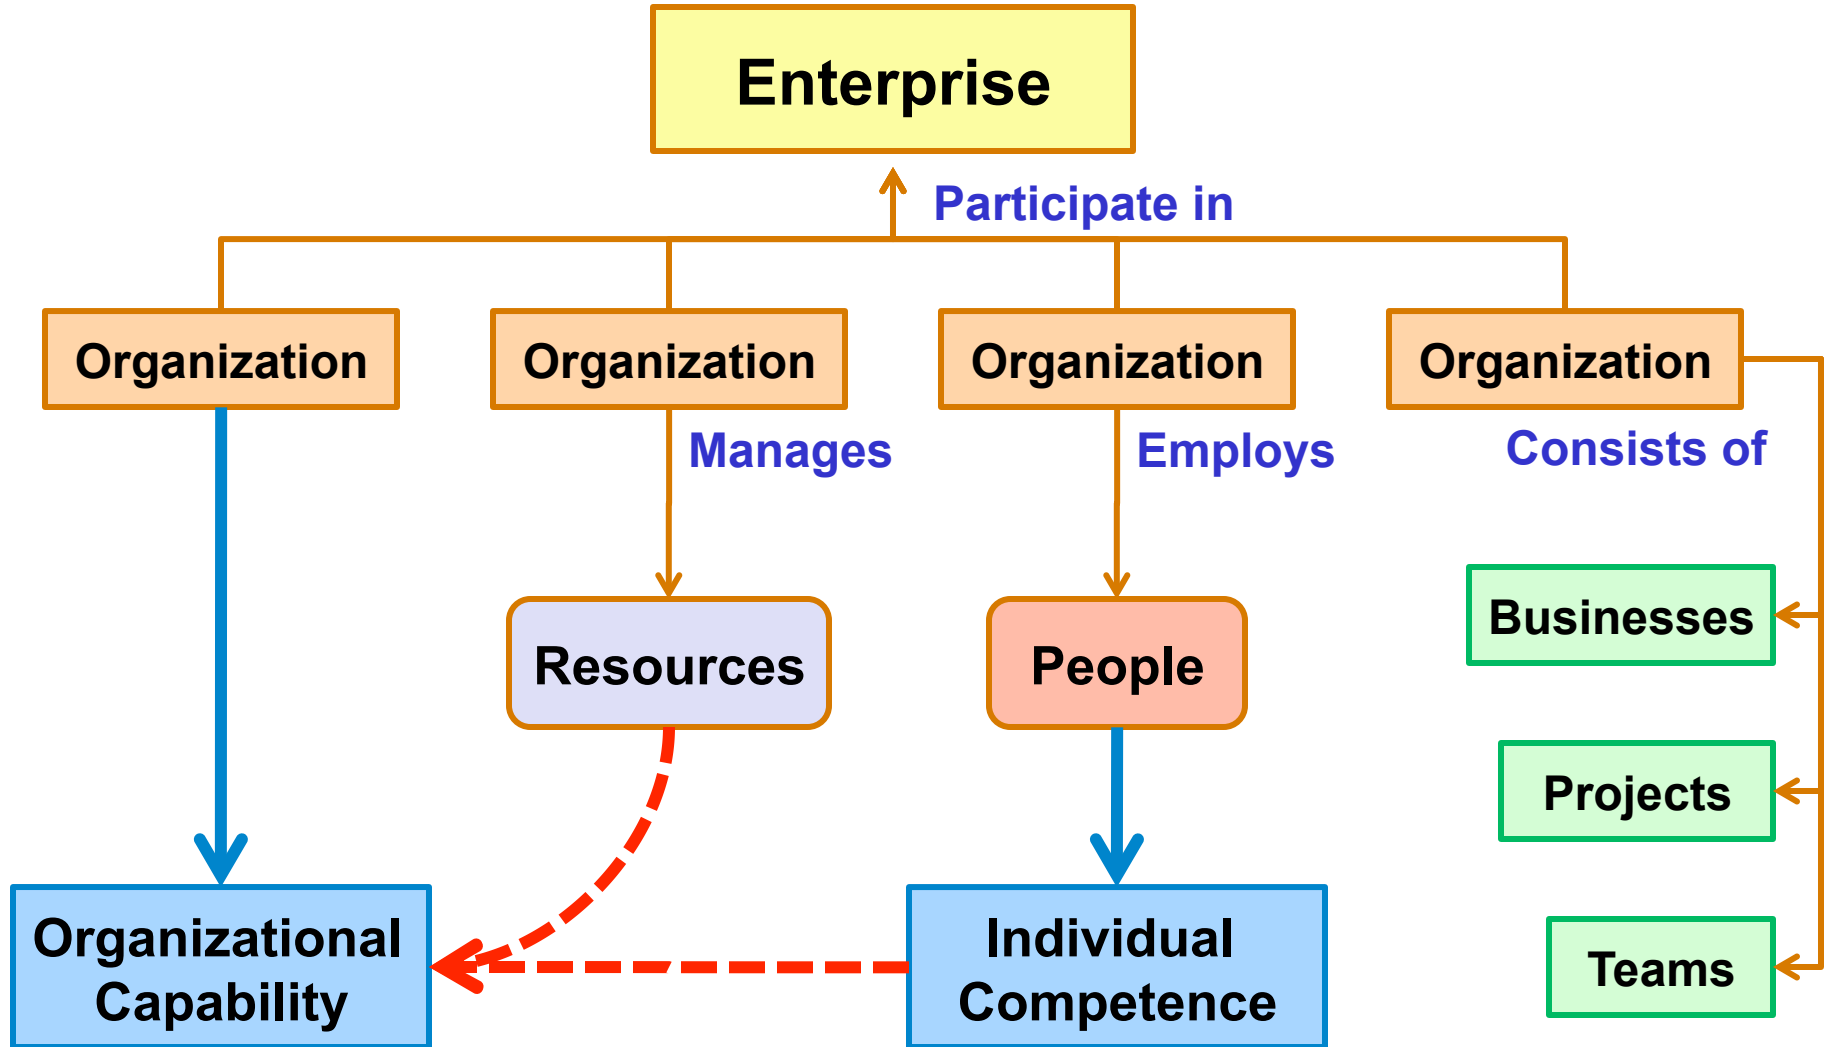 Enterprise
Participate in
Organization
Organization
Organization
Organization
Manages
Employs
Consists of
Resources
People
Businesses
Projects
Teams
Organizational
Capability
Individual
Competence